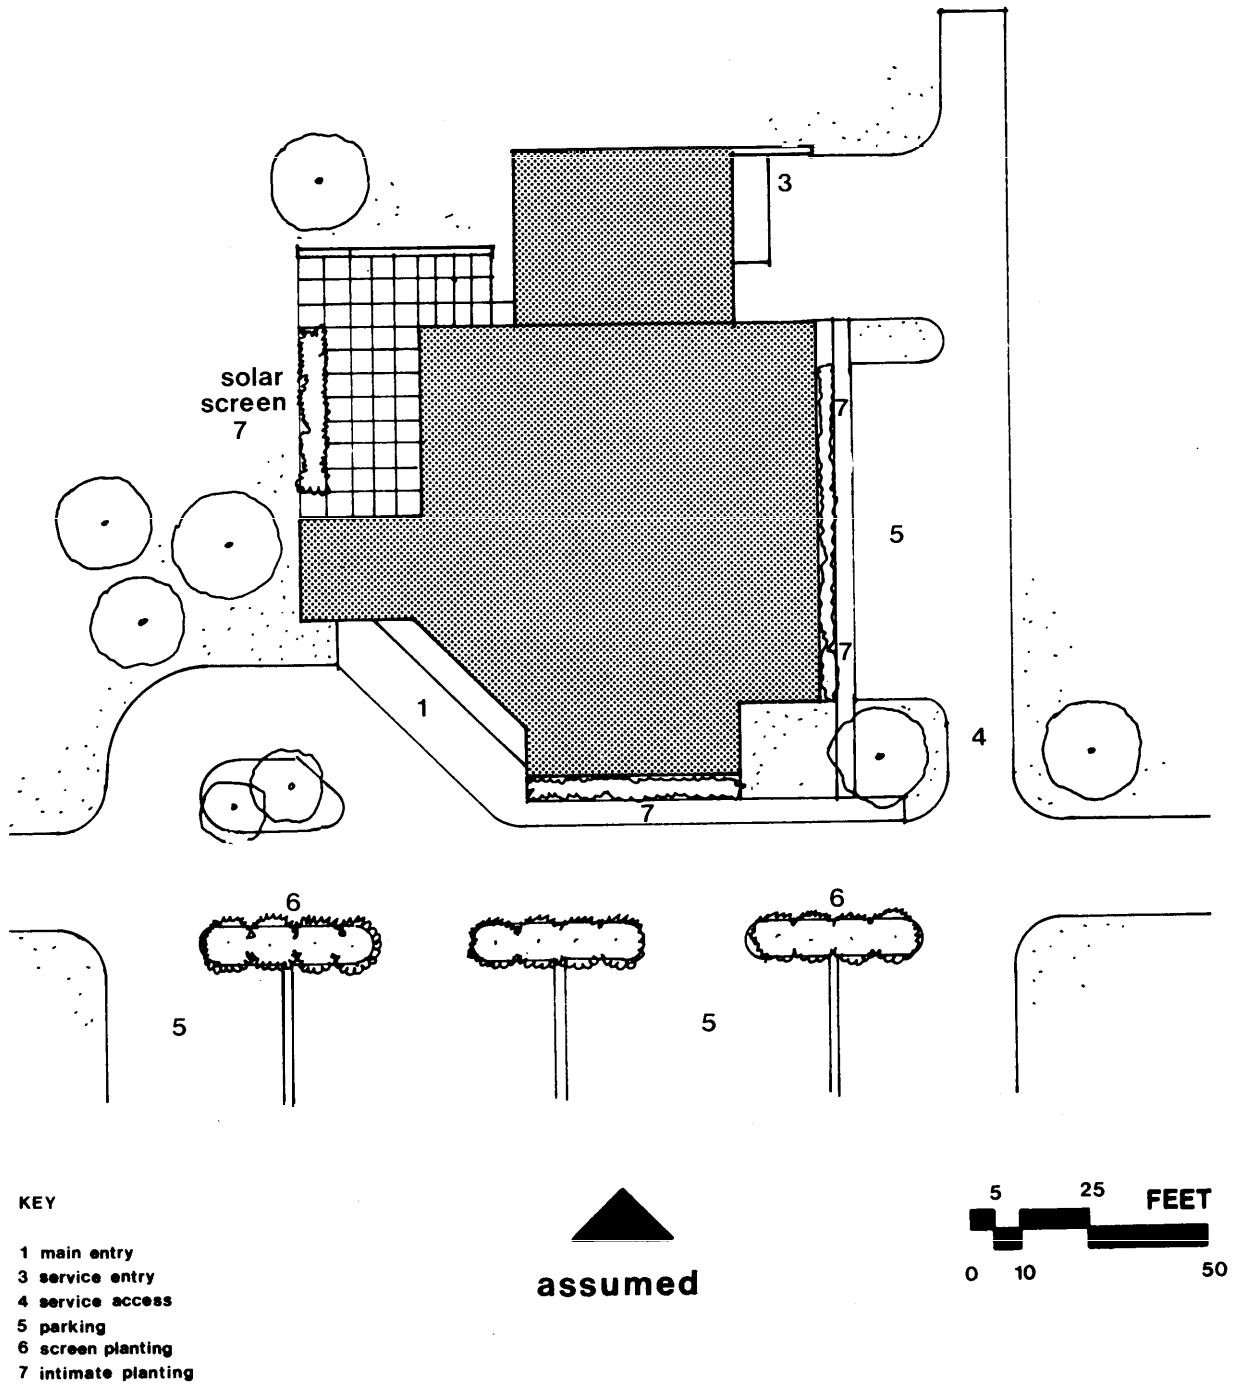 3
solar
screen
7
7
5
7
1
4
7
6
6
5
5
5
25
FEET
0
10
50
assumed
KEY
1 main entry
3 service entry
4 service access
5 parking
6 screen planting
7 intimate planting